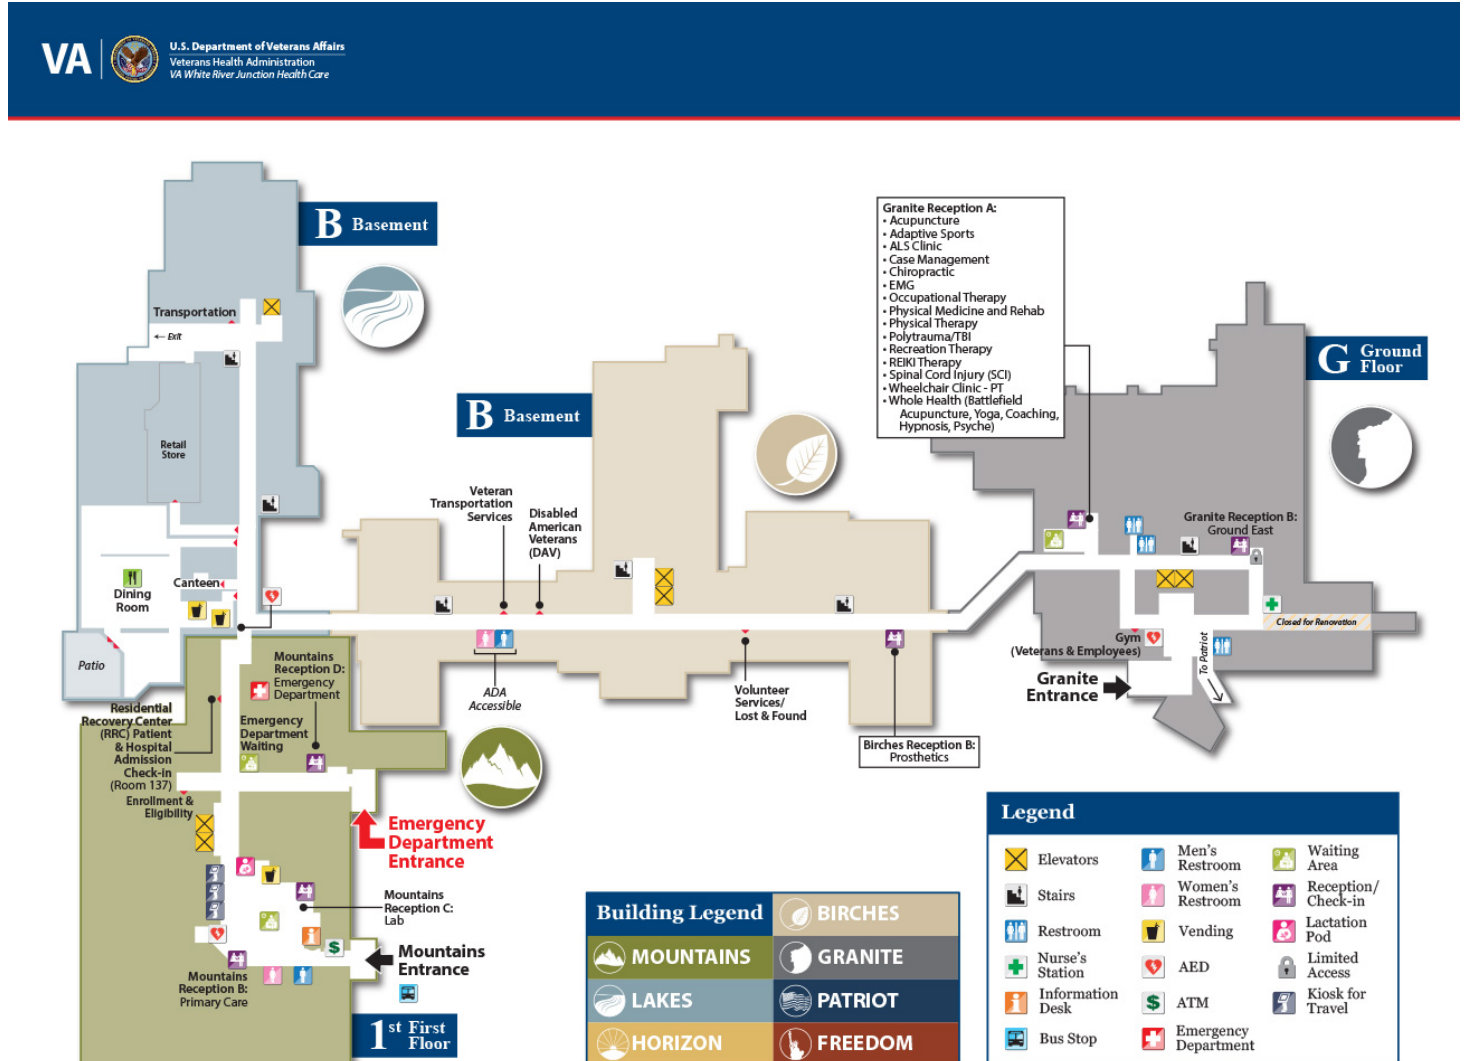 VA
U.S. Department of Veterans Affairs
Veterans Health Administration
VA White River Junction Health Care
B Basement
Transportation
← Exit
Retail
Store
Canteen
Dining
Room
Patio
B Basement
Veteran
Transportation
Services
Disabled
American
Veterans
(DAV)
ADA
Accessible
Volunteer
Services/
Lost & Found
Birches Reception B:
Prosthetics
Granite Reception A:
• Acupuncture
• Adaptive Sports
• ALS Clinic
• Case Management
• Chiropractic
• EMG
• Occupational Therapy
• Physical Medicine and Rehab
• Physical Therapy
• Polytrauma/TBI
• Recreation Therapy
• REIKI Therapy
• Spinal Cord Injury (SCI)
• Wheelchair Clinic - PT
• Whole Health (Battlefield
Acupuncture, Yoga, Coaching,
Hypnosis, Psyche)
G Ground
Floor
Granite Reception B:
Ground East
Closed for Renovation
Gym
(Veterans & Employees)
To Patriot
Granite
Entrance
Mountains
Reception D:
Emergency
Department
Residential
Recovery Center
(RRC) Patient
& Hospital
Admission
Check-in
(Room 137)
Emergency
Department
Waiting
Enrollment &
Eligibility
Emergency
Department
Entrance
Mountains
Reception C:
Lab
Mountains
Entrance
Mountains
Reception B:
Primary Care
1st First
Floor
Building Legend
BIRCHES
MOUNTAINS
GRANITE
LAKES
PATRIOT
HORIZON
FREEDOM
Legend
Elevators
Men's
Restroom
Waiting
Area
Stairs
Women's
Restroom
Reception/
Check-in
Restroom
Vending
Lactation
Pod
Nurse's
Station
AED
Limited
Access
Information
Desk
$ ATM
Kiosk for
Travel
Bus Stop
Emergency
Department